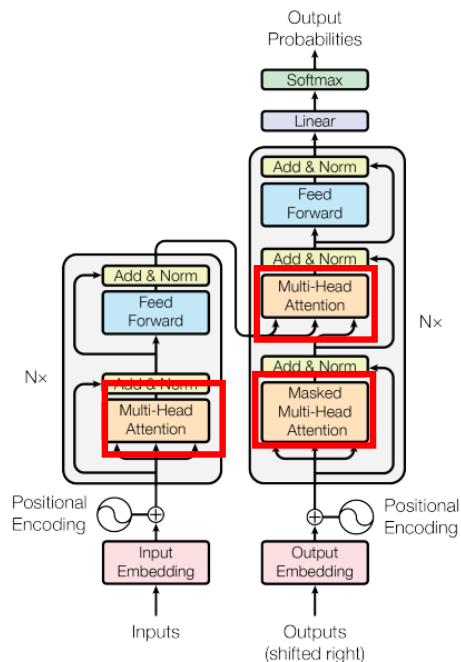 Output
Probabilities
Softmax
Linear
Add & Norm
Feed
Forward
Add & Norm
Multi-Head
Attention
Nx
Add & Norm
Masked
Multi-Head
Attention
Positional
Encoding
Output
Embedding
Outputs
(shifted right)
Add & Norm
Feed
Forward
Nx
Add & Norm
Multi-Head
Attention
Positional
Encoding
Input
Embedding
Inputs